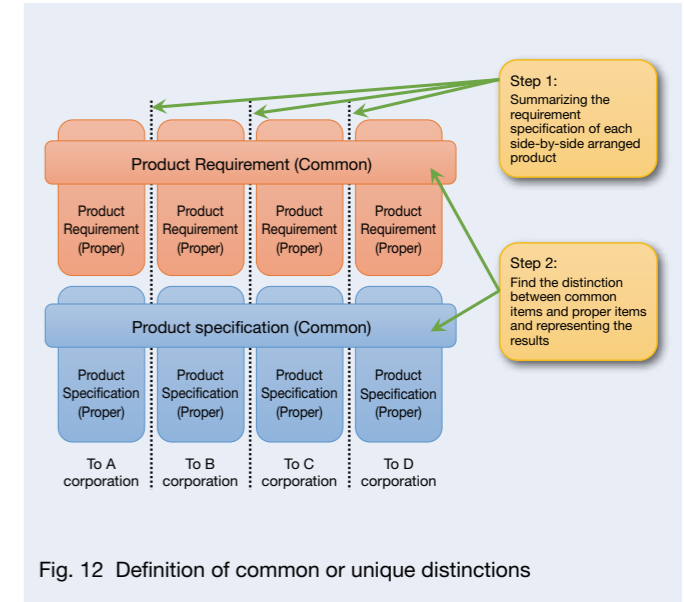 Step 1:
Summarizing the
requirement
specification of each
side-by-side arranged
product
Product Requirement (Common)
Product
Requirement
(Proper)
Product
Requirement
(Proper)
Product
Requirement
(Proper)
Product
Requirement
(Proper)
Step 2:
Find the distinction
between common
items and proper items
and representing the
results
Product specification (Common)
Product
Specification
(Proper)
Product
Specification
(Proper)
Product
Specification
(Proper)
Product
Specification
(Proper)
To A
corporation
To B
corporation
To C
corporation
To D
corporation
Fig. 12 Definition of common or unique distinctions